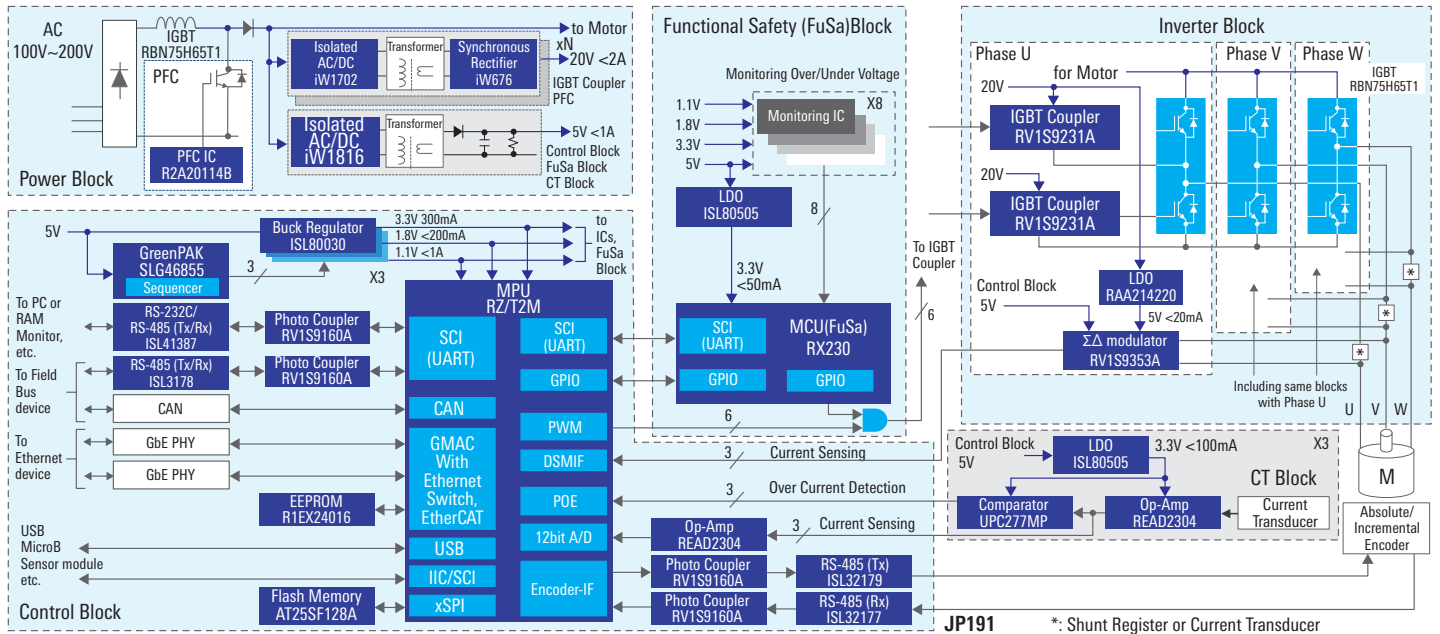 AC
100V~200V
IGBT
RBN75H65T1
PFC
PFC IC
R2A20114B
Power Block
to Motor
Isolated
AC/DC
iW1702
Transformer
Synchronous
Rectifier
iW676
xN
20V <2A
IGBT Coupler
PFC
Isolated
AC/DC
iW1816
Transformer
5V <1A
Control Block
FuSa Block
CT Block
Functional Safety (FuSa)Block
Monitoring Over/Under Voltage
1.1V
1.8V
3.3V
5V
Monitoring IC
X8
LDO
ISL80505
8
3.3V
<50mA
MCU(FuSa)
RX230
SCI
(UART)
GPIO
GPIO
6
To IGBT
Coupler
6
Inverter Block
Phase U
Phase V
Phase W
IGBT
RBN75H65T1
for Motor
20V
IGBT Coupler
RV1S9231A
20V
IGBT Coupler
RV1S9231A
LDO
RAA214220
Control Block
5V
5V <20mA
ΣΔ modulator
RV1S9353A
Including same blocks
with Phase U
*
*
*
U
V
W
M
Absolute/
Incremental
Encoder
5V
Buck Regulator
ISL80030
3.3V 300mA
1.8V <200mA
1.1V <1A
to
ICs,
FuSa
Block
GreenPAK
SLG46855
Sequencer
3
X3
To PC or
RAM
Monitor,
etc.
RS-232C/
RS-485 (Tx/Rx)
ISL41387
Photo Coupler
RV1S9160A
To Field
Bus
device
RS-485 (Tx/Rx)
ISL3178
Photo Coupler
RV1S9160A
CAN
To
Ethernet
device
GbE PHY
GbE PHY
EEPROM
R1EX24016
USB
MicroB
Sensor module
etc.
Flash Memory
AT25SF128A
Control Block
MPU
RZ/T2M
SCI
(UART)
CAN
GMAC
With
Ethernet
Switch,
EtherCAT
USB
IIC/SCI
xSPI
SCI
(UART)
GPIO
PWM
DSMIF
POE
12bit A/D
Encoder-IF
3
Current Sensing
3
Over Current Detection
3
Current Sensing
Op-Amp
READ2304
Photo Coupler
RV1S9160A
RS-485 (Tx)
ISL32179
Photo Coupler
RV1S9160A
RS-485 (Rx)
ISL32177
Control Block
5V
LDO
ISL80505
3.3V <100mA
X3
CT Block
Comparator
UPC277MP
Op-Amp
READ2304
Current
Transducer
JP191
*: Shunt Register or Current Transducer